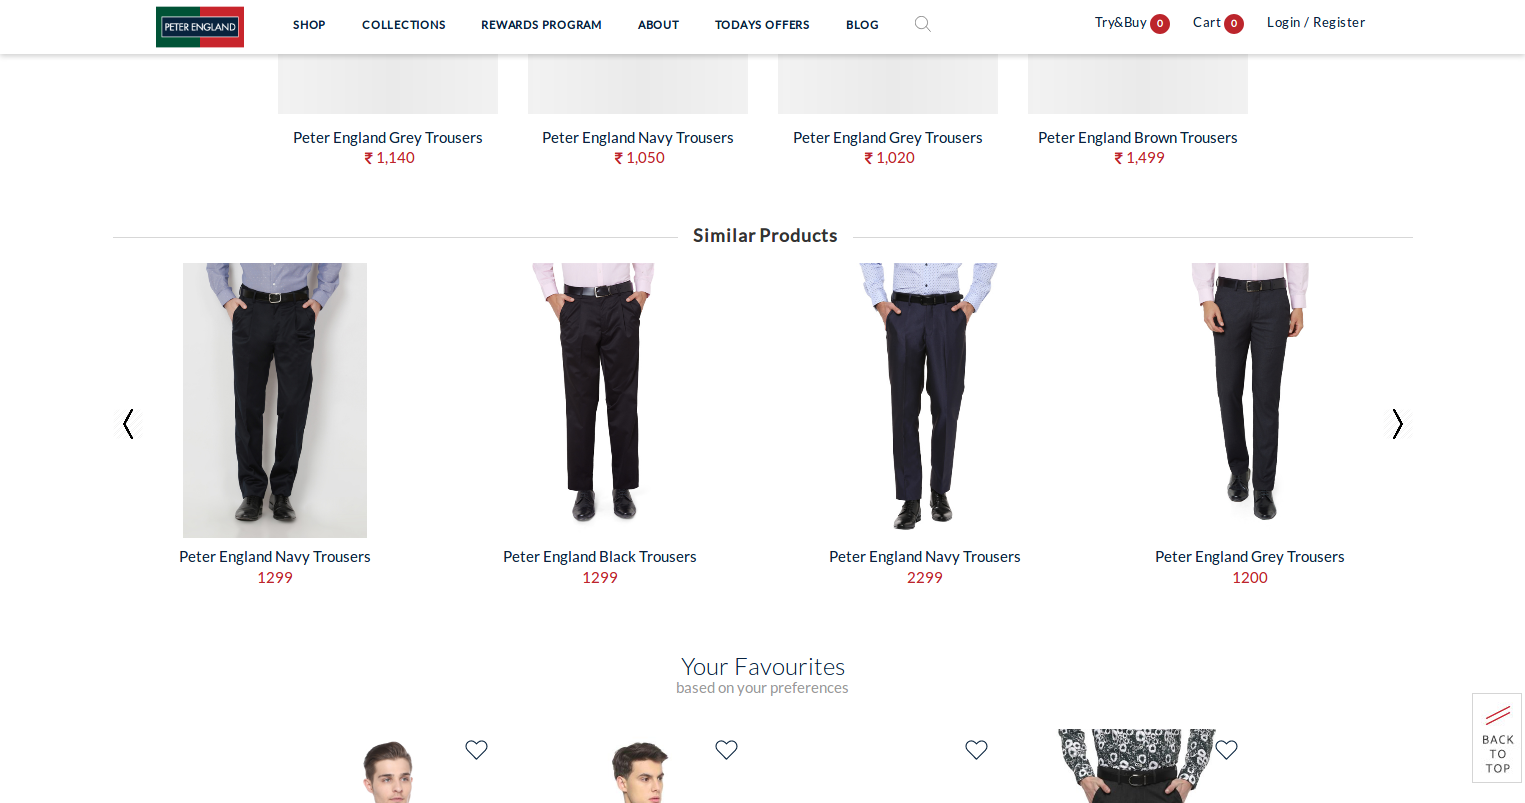 PETER ENGLAND
SHOP
COLLECTIONS
REWARDS PROGRAM
ABOUT
TODAYS OFFERS
BLOG
Try&Buy 0
Cart 0
Login / Register
Peter England Grey Trousers
₹ 1,140
Peter England Navy Trousers
₹ 1,050
Peter England Grey Trousers
₹ 1,020
Peter England Brown Trousers
₹ 1,499
Similar Products
Peter England Navy Trousers
1299
Peter England Black Trousers
1299
Peter England Navy Trousers
2299
Peter England Grey Trousers
1200
Your Favourites
based on your preferences
BACK
TO
TOP